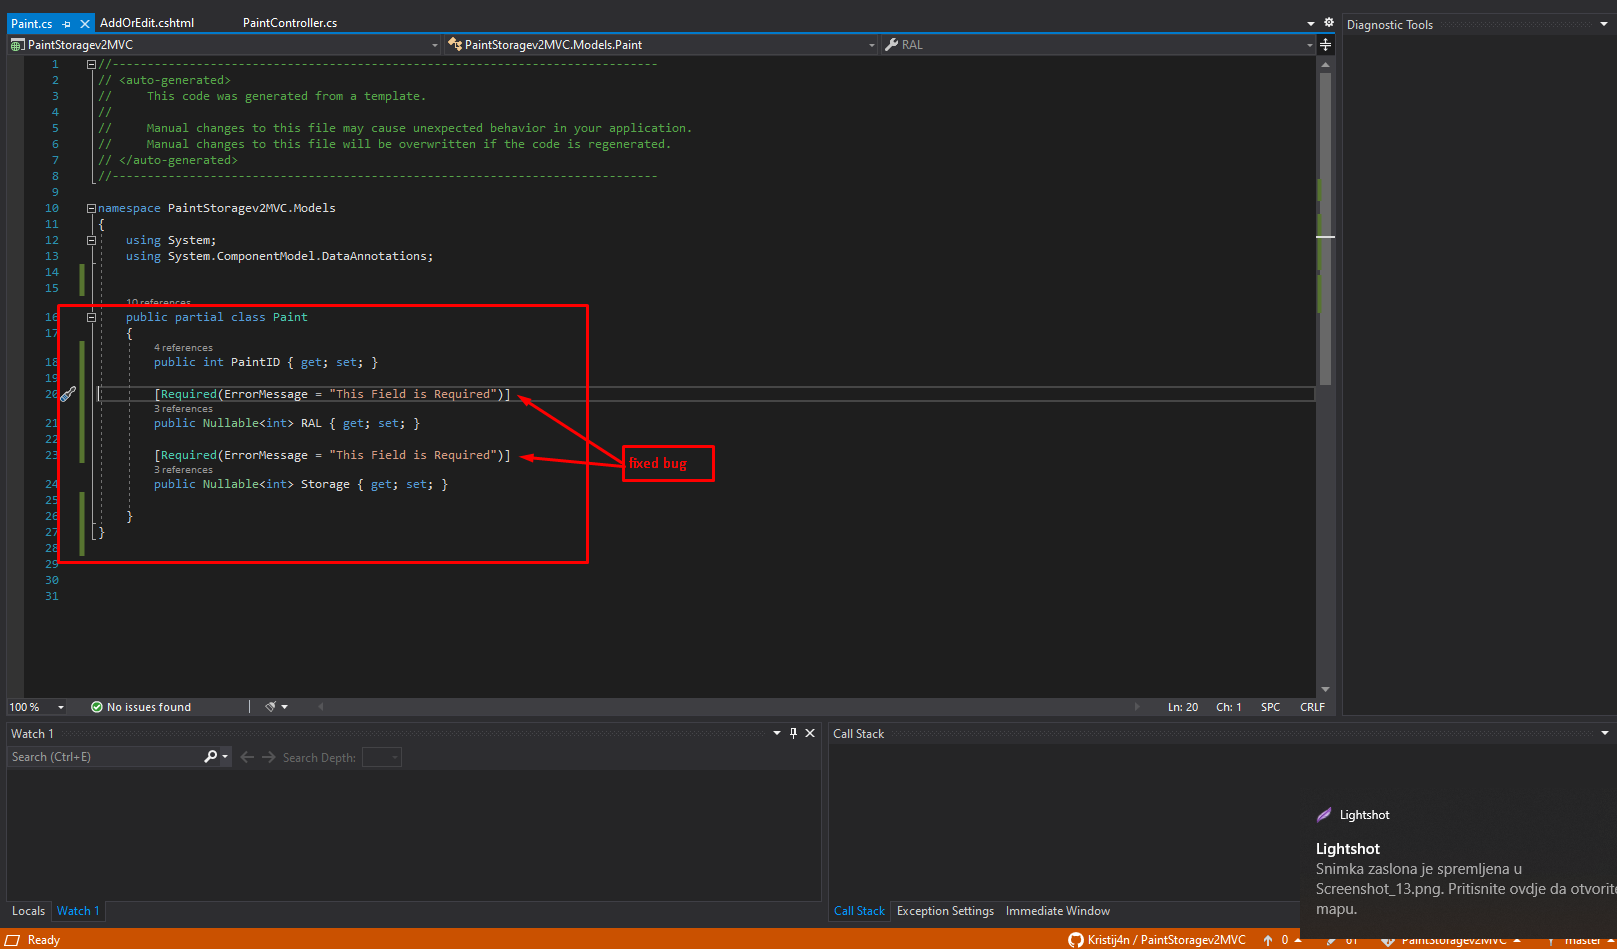 Paint.cs AddOrEdit.cshtml PaintController.cs
Diagnostic Tools
PaintStoragev2MVC PaintStoragev2MVC.Models.Paint RAL
1 //------------------------------------------------------------------------------
2 // <auto-generated>
3 //     This code was generated from a template.
4 //
5 //     Manual changes to this file may cause unexpected behavior in your application.
6 //     Manual changes to this file will be overwritten if the code is regenerated.
7 // </auto-generated>
8 //------------------------------------------------------------------------------
9
10 namespace PaintStoragev2MVC.Models
11 {
12     using System;
13     using System.ComponentModel.DataAnnotations;
14
15
10 references
16     public partial class Paint
17     {
4 references
18         public int PaintID { get; set; }
19
20         [Required(ErrorMessage = "This Field is Required")]
3 references
21         public Nullable<int> RAL { get; set; }
22
23         [Required(ErrorMessage = "This Field is Required")]
fixed bug
3 references
24         public Nullable<int> Storage { get; set; }
25
26     }
27 }
28
29
30
31
100 % No issues found Ln: 20 Ch: 1 SPC CRLF
Watch 1
Search (Ctrl+E) Search Depth:
Locals Watch 1
Call Stack
Call Stack Exception Settings Immediate Window
Lightshot
Lightshot
Snimka zaslona je spremljena u
Screenshot_13.png. Pritisnite ovdje da otvorite
mapu.
Ready Kristij4n / PaintStoragev2MVC 0 61 PaintStoragev2MVC master